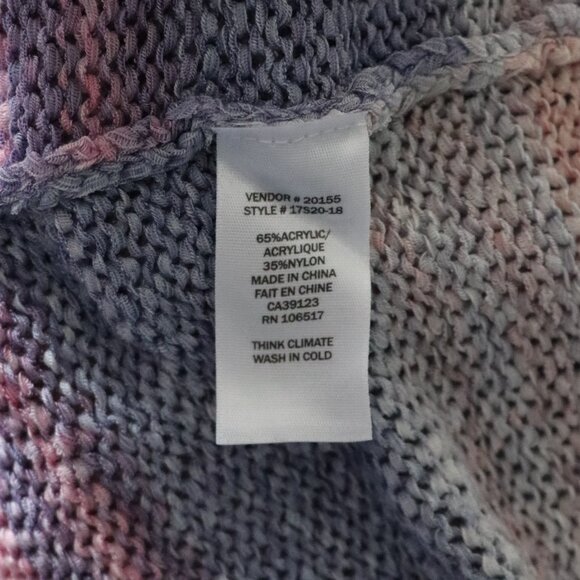 VENDOR # 20155
STYLE # 17S20-18
65%ACRYLIC/
ACRYLIQUE
35%NYLON
MADE IN CHINA
FAIT EN CHINE
CA39123
RN 106517
THINK CLIMATE
WASH IN COLD